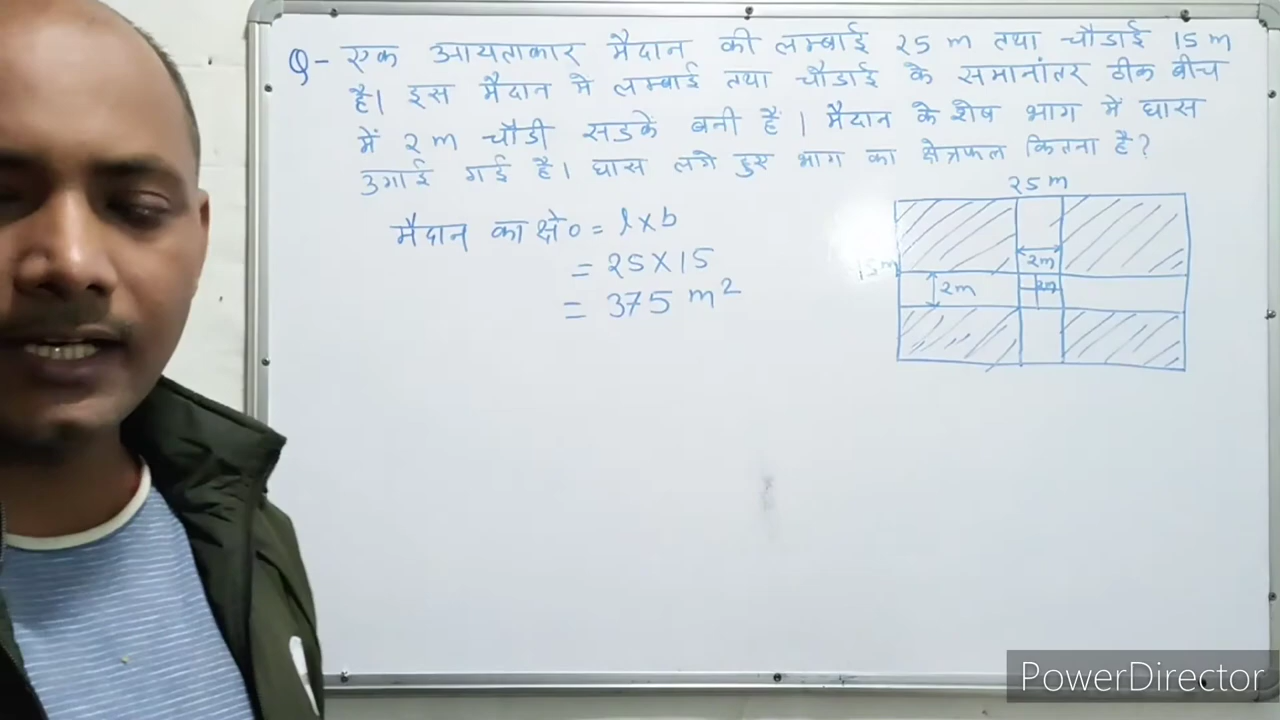 Q- एक आयताकार मैदान की लम्बाई 25 m तथा चौडाई 15 m
है। इस मैदान मे लम्बाई तथा चौडाई के समानांतर ठीक बीच
में 2 m चौडी सडकें बनी हैं। मैदान के शेष भाग में घास
उगाई गई है। घास लगे हुए भाग का क्षेत्रफल कितना है?
25 m
मैदान का क्षे० = l x b
= 25 X 15
= 375 m²
15 m
2m
2m
PowerDirector